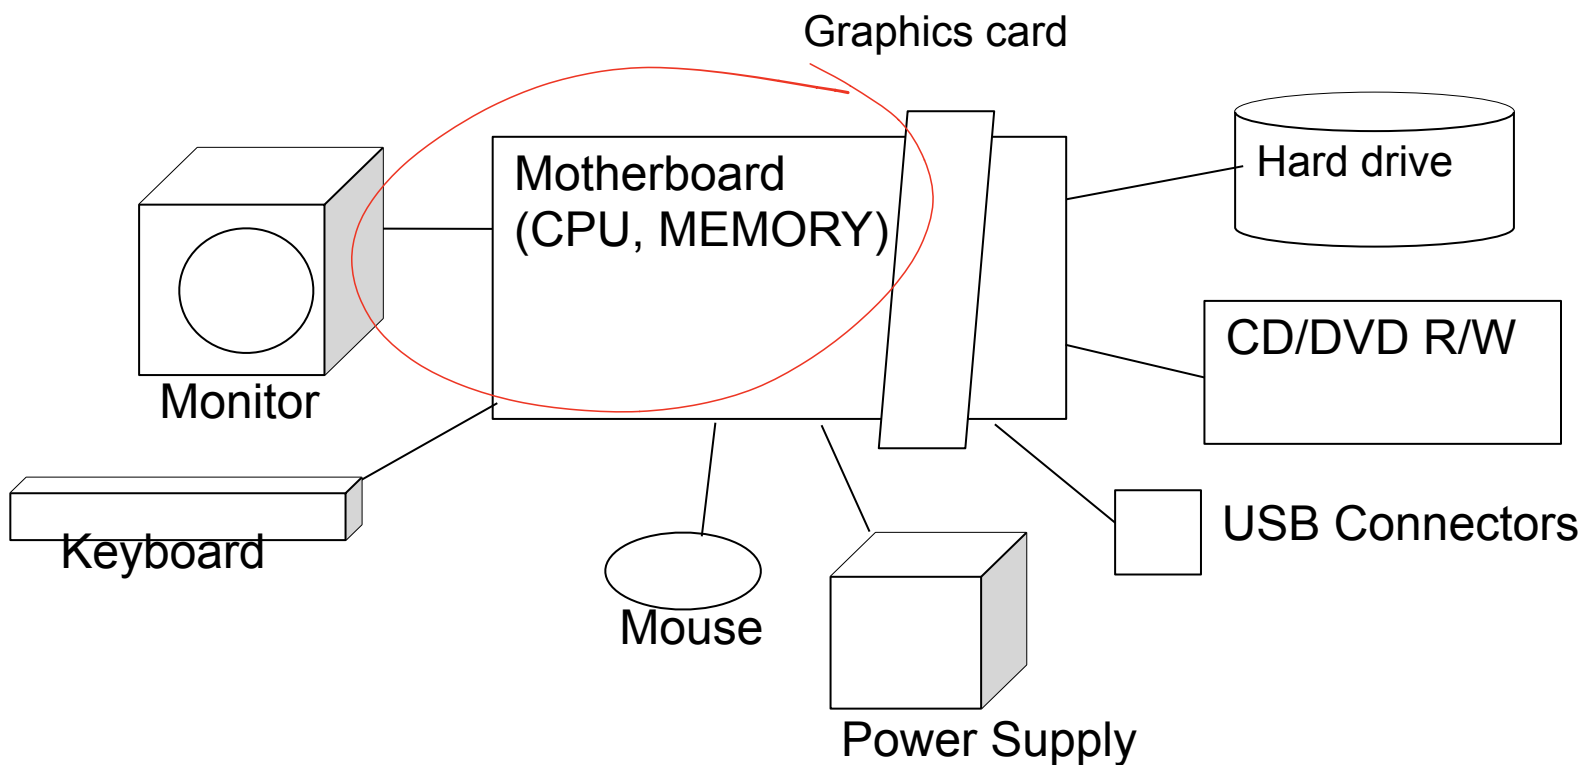 Graphics card
Motherboard
(CPU, MEMORY)
Hard drive
CD/DVD R/W
Monitor
Keyboard
Mouse
USB Connectors
Power Supply